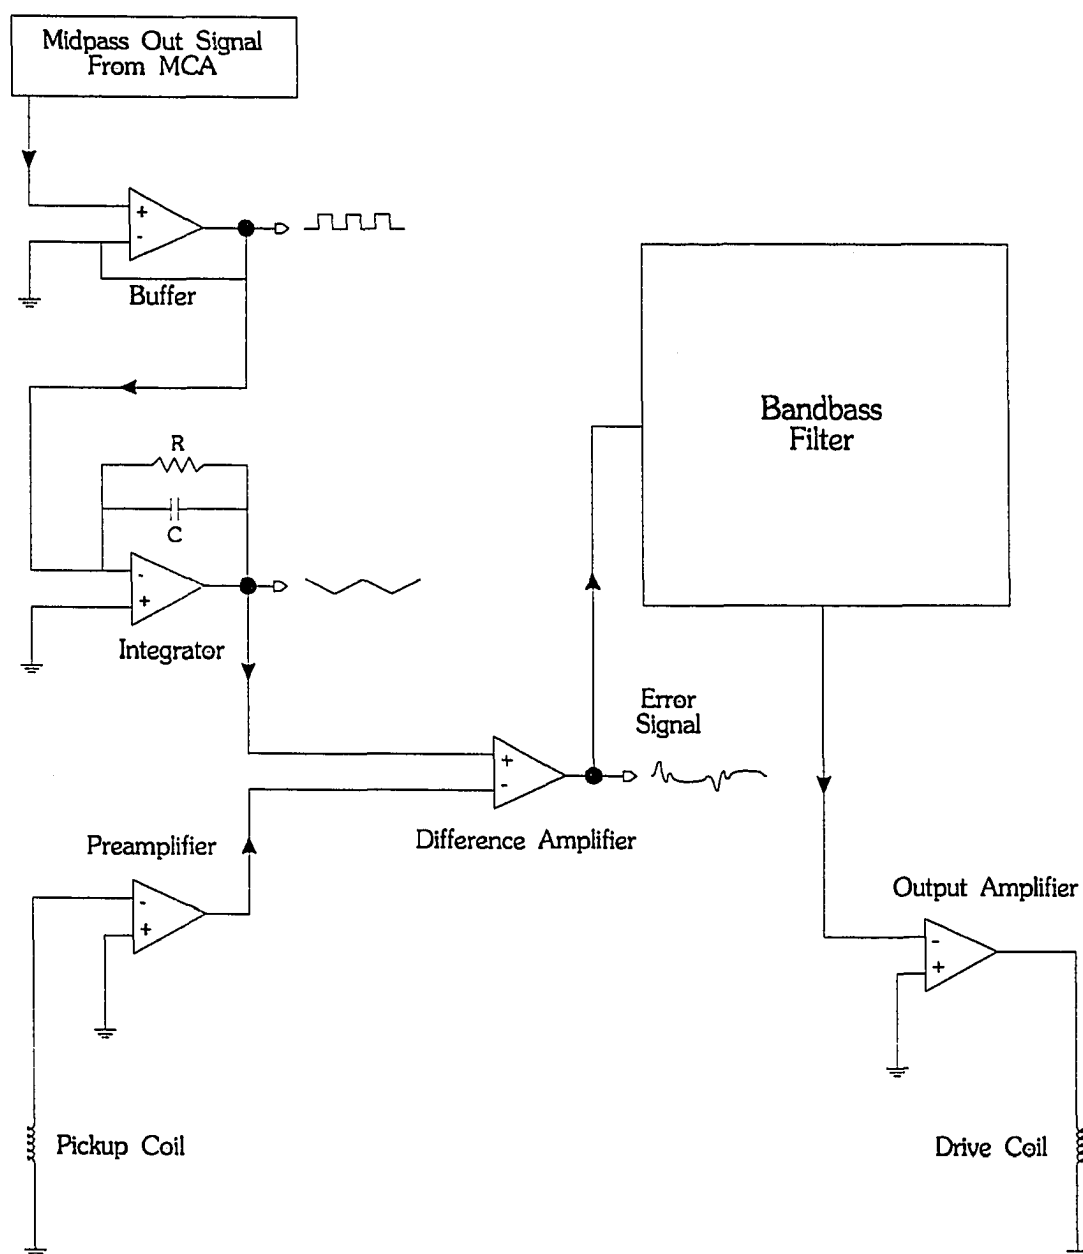 Midpass Out Signal
From MCA
+
-
Buffer
R
C
-
+
Integrator
Bandbass
Filter
Error
Signal
+
-
Difference Amplifier
Preamplifier
-
+
Output Amplifier
-
+
Pickup Coil
Drive Coil